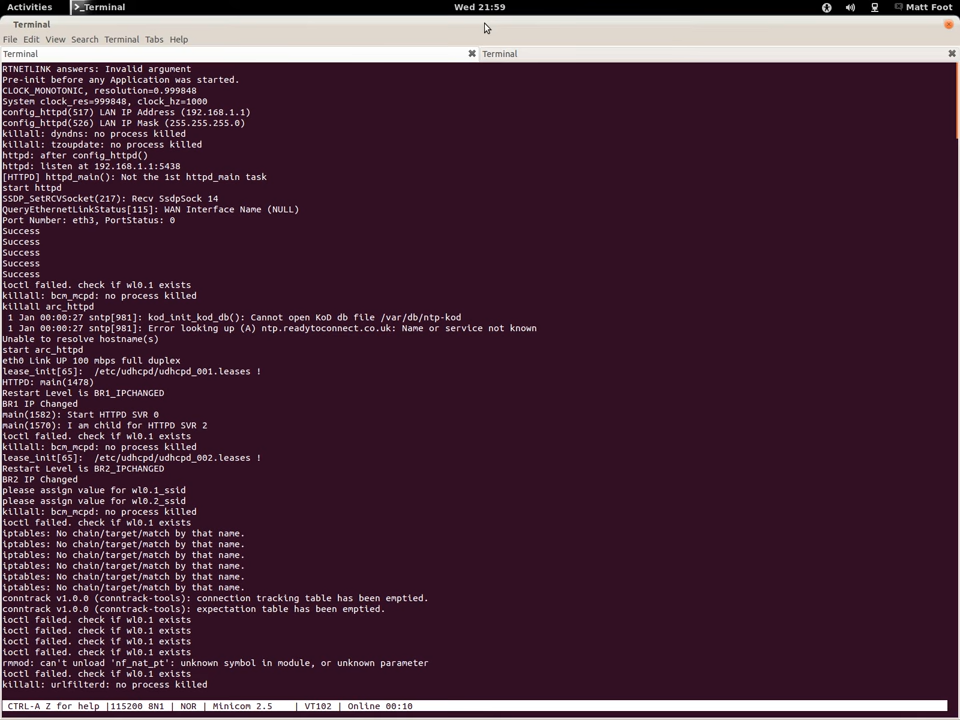 Activities >_Terminal Wed 21:59 Matt Foot
Terminal
File Edit View Search Terminal Tabs Help
Terminal Terminal
RTNETLINK answers: Invalid argument
Pre-init before any Application was started.
CLOCK_MONOTONIC, resolution=0.999848
System clock_res=999848, clock_hz=1000
config_httpd(517) LAN IP Address (192.168.1.1)
config_httpd(526) LAN IP Mask (255.255.255.0)
killall: dyndns: no process killed
killall: tzoupdate: no process killed
httpd: after config_httpd()
httpd: listen at 192.168.1.1:5438
[HTTPD] httpd_main(): Not the 1st httpd_main task
start httpd
SSDP_SetRCVSocket(217): Recv SsdpSock 14
QueryEthernetLinkStatus[115]: WAN Interface Name (NULL)
Port Number: eth3, PortStatus: 0
Success
Success
Success
Success
Success
ioctl failed. check if wl0.1 exists
killall: bcm_mcpd: no process killed
killall arc_httpd
1 Jan 00:00:27 sntp[981]: kod_init_kod_db(): Cannot open KoD db file /var/db/ntp-kod
1 Jan 00:00:27 sntp[981]: Error looking up (A) ntp.readytoconnect.co.uk: Name or service not known
Unable to resolve hostname(s)
start arc_httpd
eth0 Link UP 100 mbps full duplex
lease_init[65]:  /etc/udhcpd/udhcpd_001.leases !
HTTPD: main(1478)
Restart Level is BR1_IPCHANGED
BR1 IP Changed
main(1582): Start HTTPD SVR 0
main(1570): I am child for HTTPD SVR 2
ioctl failed. check if wl0.1 exists
killall: bcm_mcpd: no process killed
lease_init[65]:  /etc/udhcpd/udhcpd_002.leases !
Restart Level is BR2_IPCHANGED
BR2 IP Changed
please assign value for wl0.1_ssid
please assign value for wl0.2_ssid
killall: bcm_mcpd: no process killed
ioctl failed. check if wl0.1 exists
iptables: No chain/target/match by that name.
iptables: No chain/target/match by that name.
iptables: No chain/target/match by that name.
iptables: No chain/target/match by that name.
iptables: No chain/target/match by that name.
iptables: No chain/target/match by that name.
conntrack v1.0.0 (conntrack-tools): connection tracking table has been emptied.
conntrack v1.0.0 (conntrack-tools): expectation table has been emptied.
ioctl failed. check if wl0.1 exists
ioctl failed. check if wl0.1 exists
ioctl failed. check if wl0.1 exists
ioctl failed. check if wl0.1 exists
rmmod: can't unload 'nf_nat_pt': unknown symbol in module, or unknown parameter
ioctl failed. check if wl0.1 exists
killall: urlfilterd: no process killed
CTRL-A Z for help |115200 8N1 | NOR | Minicom 2.5    | VT102 | Online 00:10